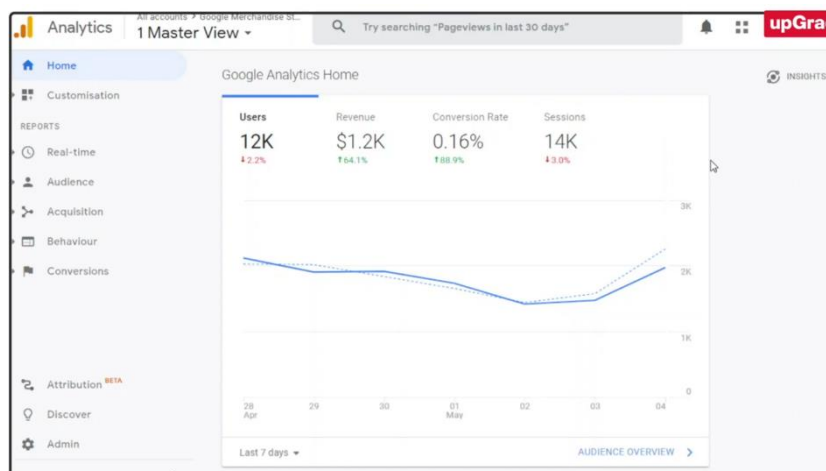 Analytics
All accounts > Google Merchandise St...
1 Master View
Try searching “Pageviews in last 30 days”
upGra
Home
Customisation
REPORTS
Real-time
Audience
Acquisition
Behaviour
Conversions
Attribution BETA
Discover
Admin
Google Analytics Home
INSIGHTS
Users
Revenue
Conversion Rate
Sessions
12K
$1.2K
0.16%
14K
↓2.2%
↑64.1%
↑88.9%
↓3.0%
3K
2K
1K
0
28
Apr
29
30
01
May
02
03
04
Last 7 days
AUDIENCE OVERVIEW